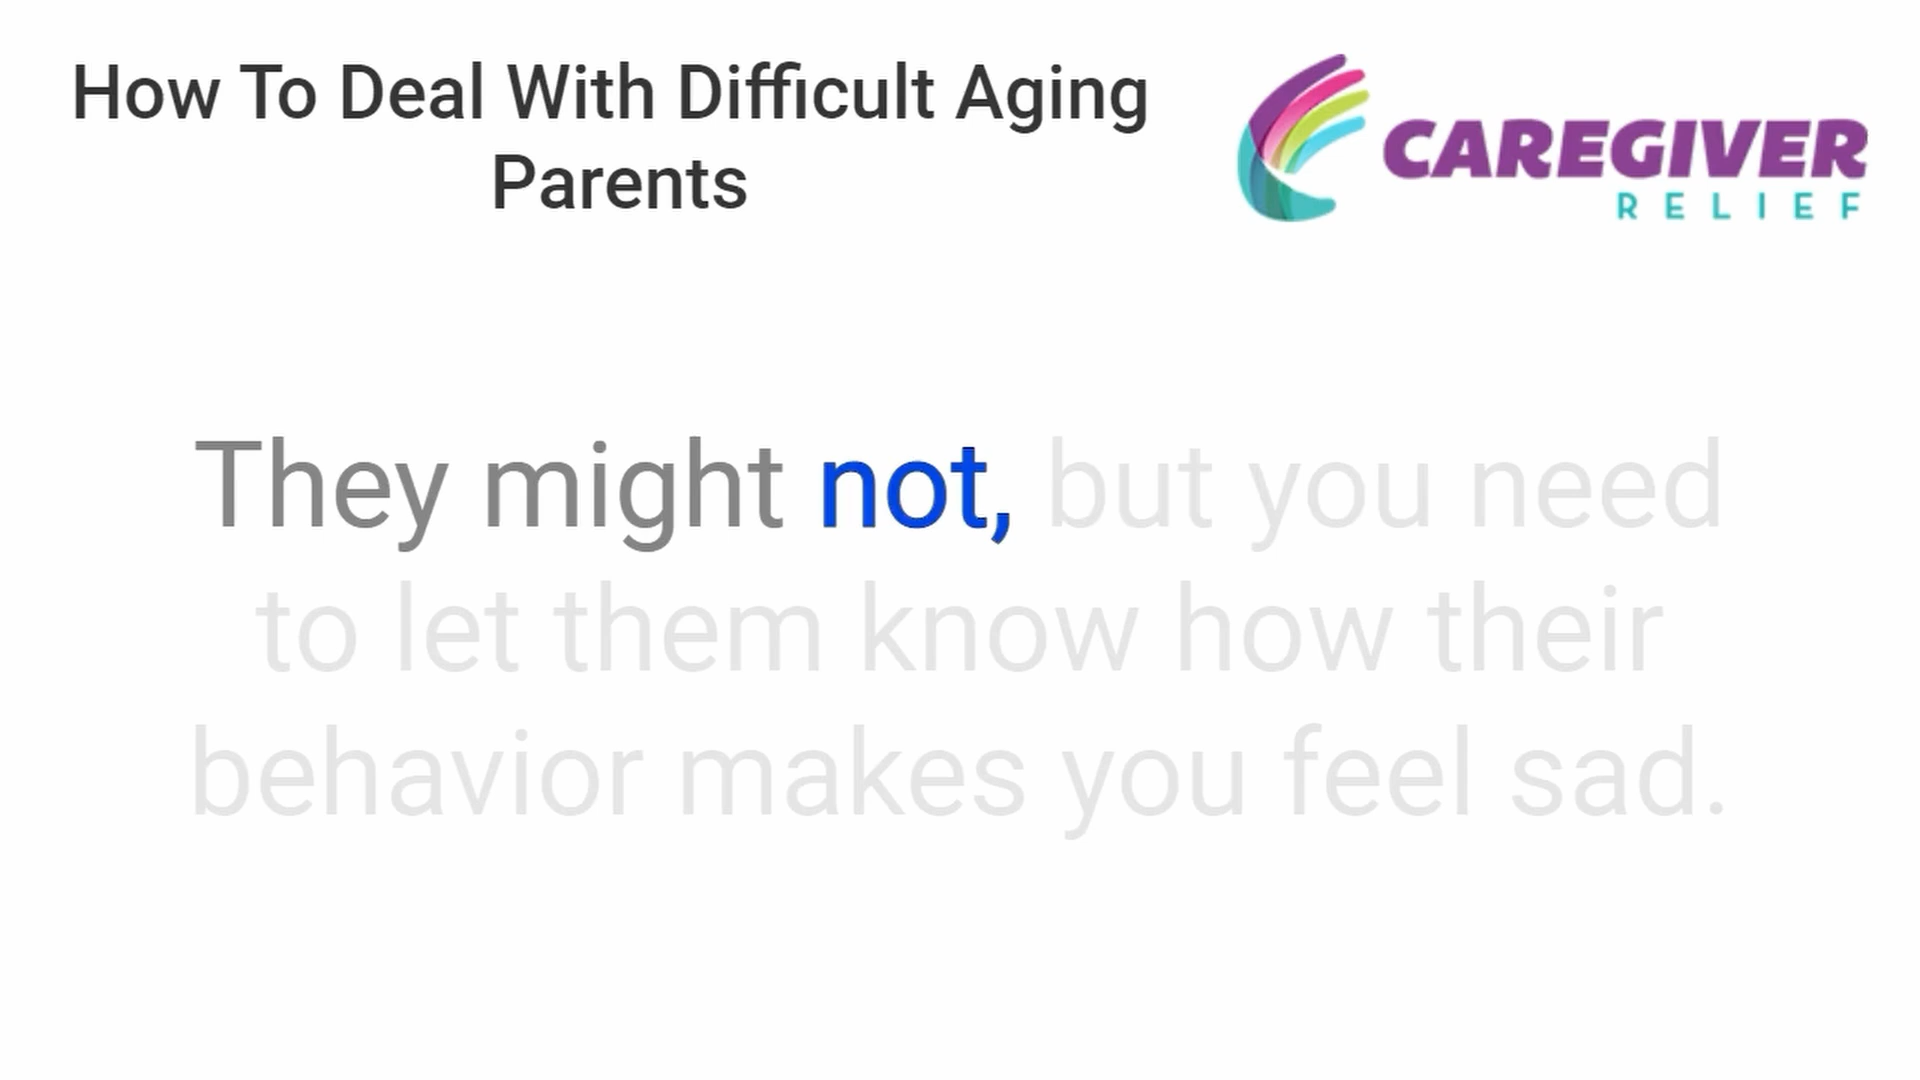 How To Deal With Difficult Aging
Parents
CAREGIVER
RELIEF
They might not, but you need
to let them know how their
behavior makes you feel sad.